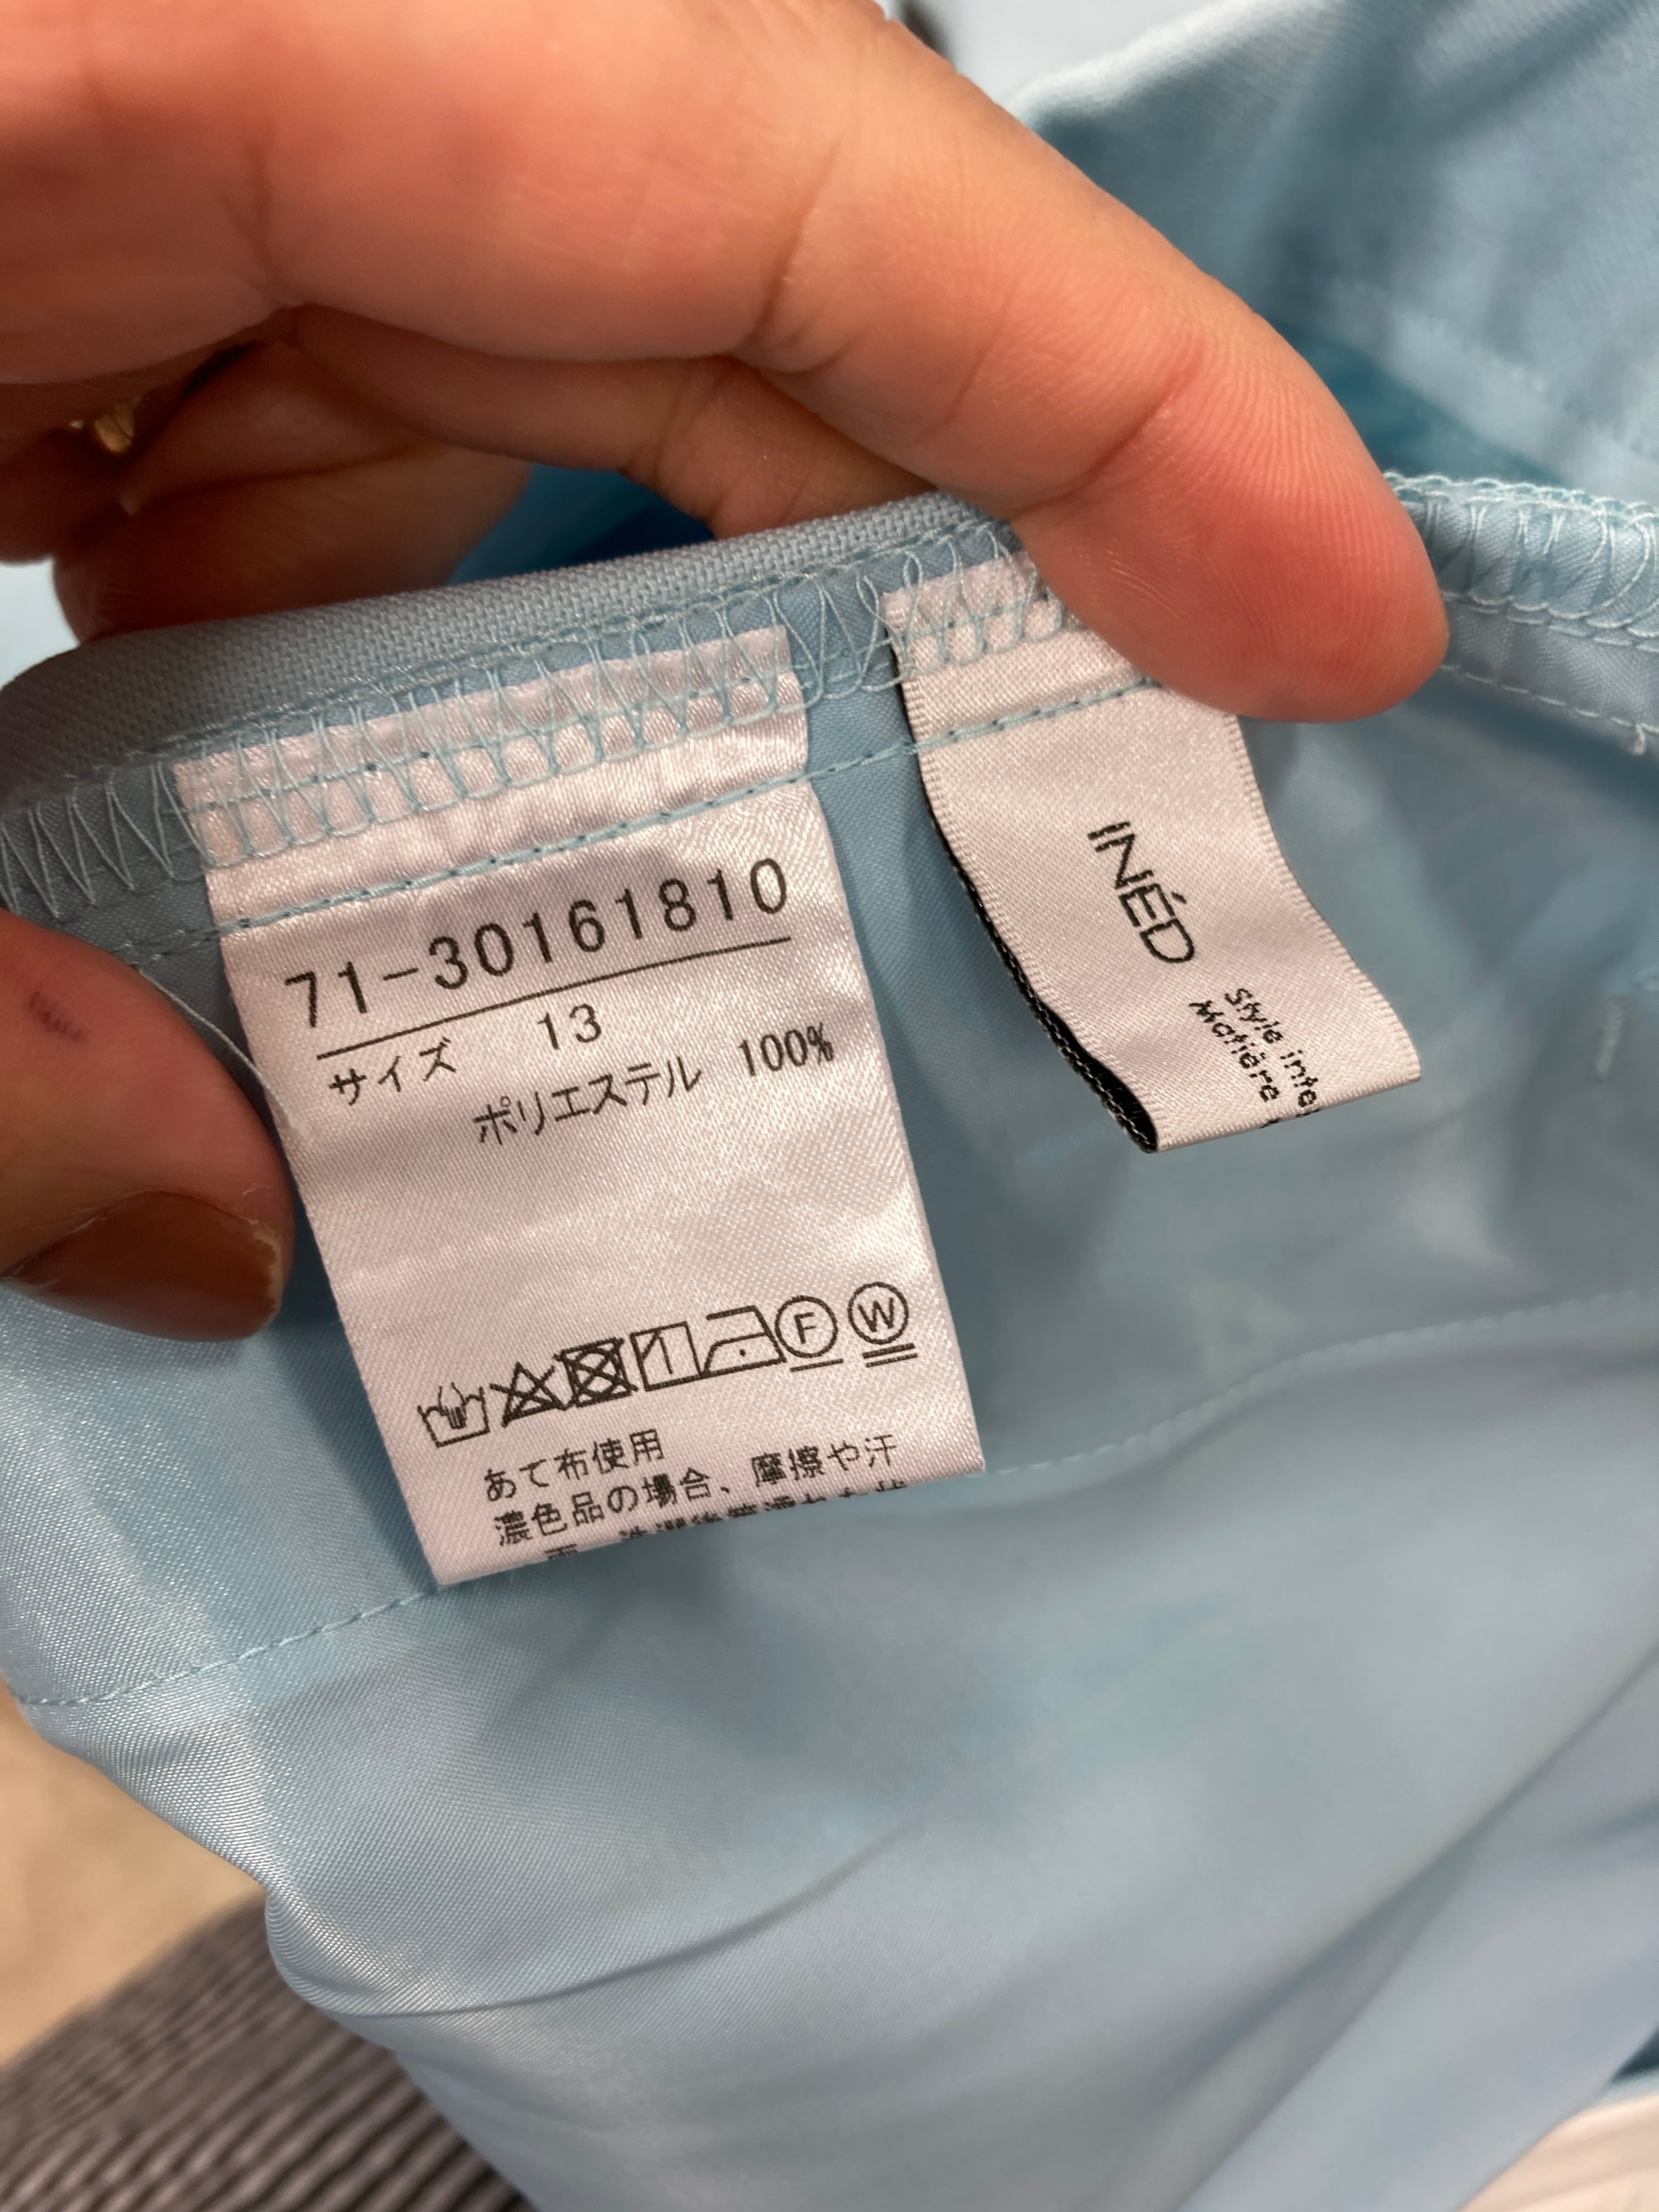 71-30161810
サイズ 13
ポリエステル 100%
F W
あて布使用
濃色品の場合、摩擦や汗
INÉD
Style
Matière